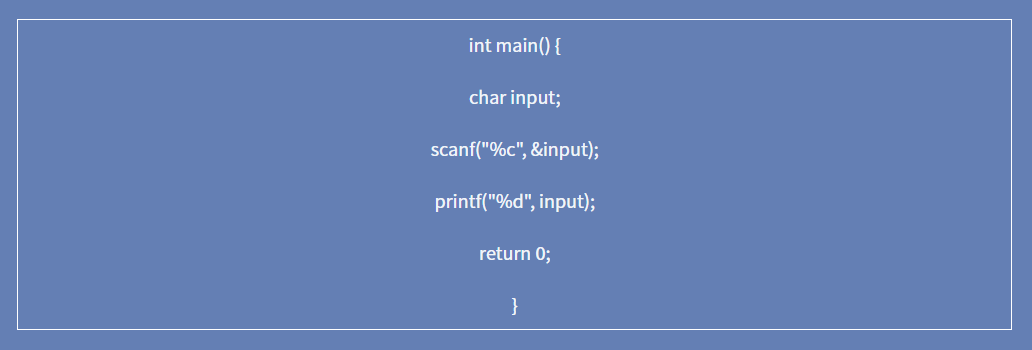 int main() {
char input;
scanf("%c", &input);
printf("%d", input);
return 0;
}